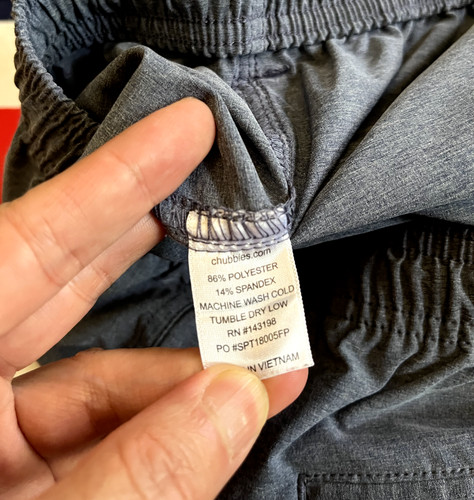 chubbies.com
86% POLYESTER
14% SPANDEX
MACHINE WASH COLD
TUMBLE DRY LOW
RN #143198
PO #SPT18005FP
IN VIETNAM